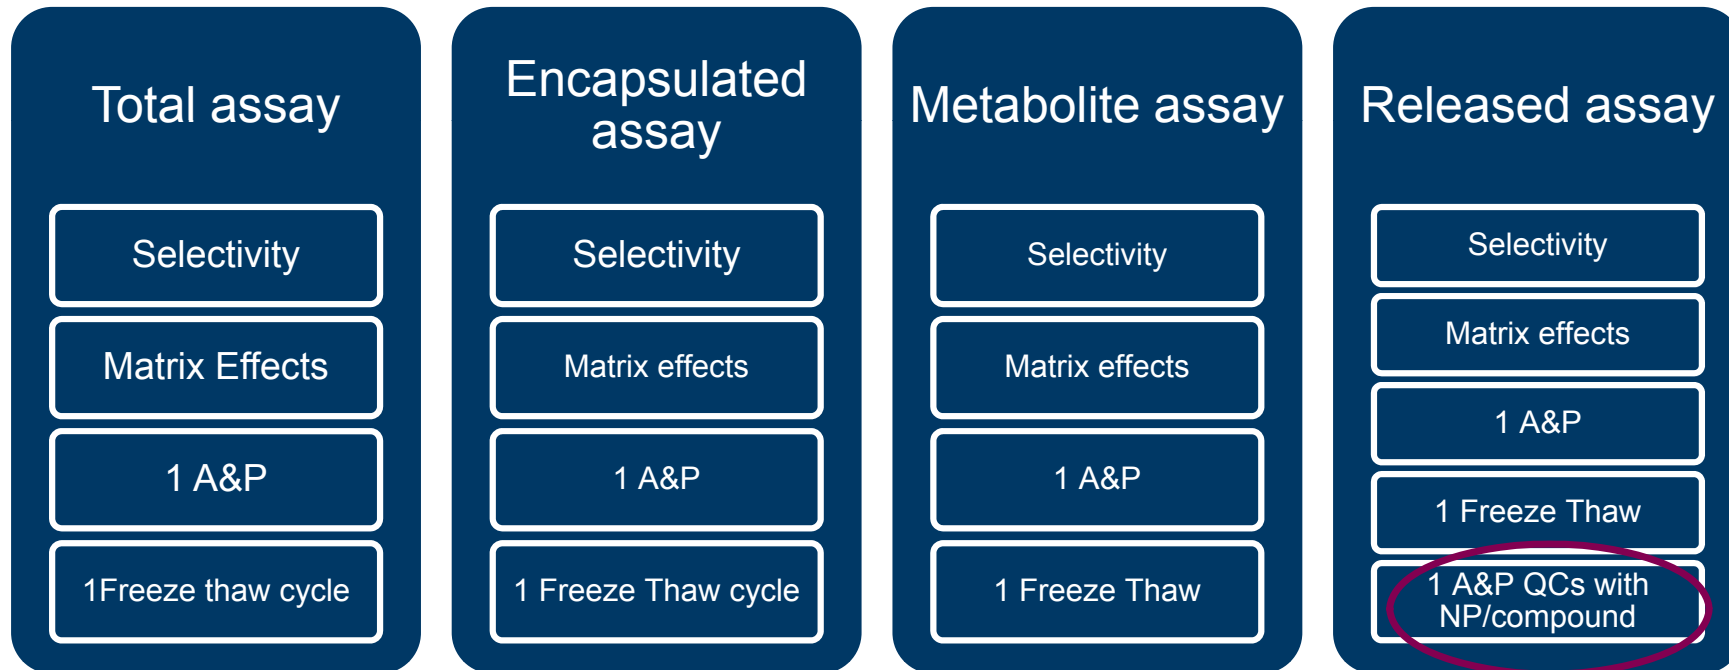 Total assay
Selectivity
Matrix Effects
1 A&P
1Freeze thaw cycle
Encapsulated
assay
Selectivity
Matrix effects
1 A&P
1 Freeze Thaw cycle
Metabolite assay
Selectivity
Matrix effects
1 A&P
1 Freeze Thaw
Released assay
Selectivity
Matrix effects
1 A&P
1 Freeze Thaw
1 A&P QCs with
NP/compound